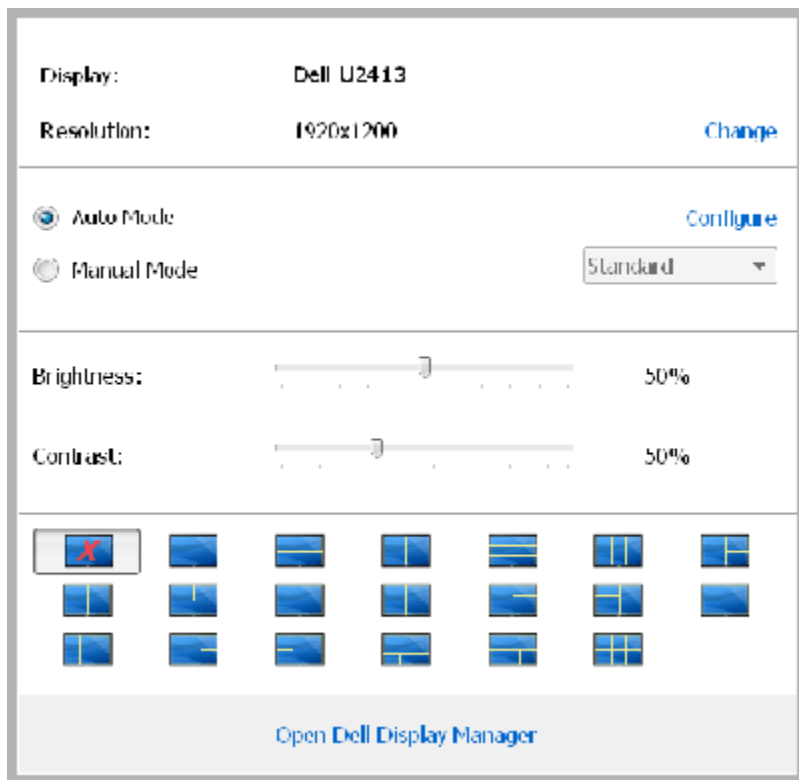 Display: Dell U2413
Resolution: 1920x1200 Change
Auto Mode Configure
Manual Mode Standard
Brightness: 50%
Contrast: 50%
X
Open Dell Display Manager